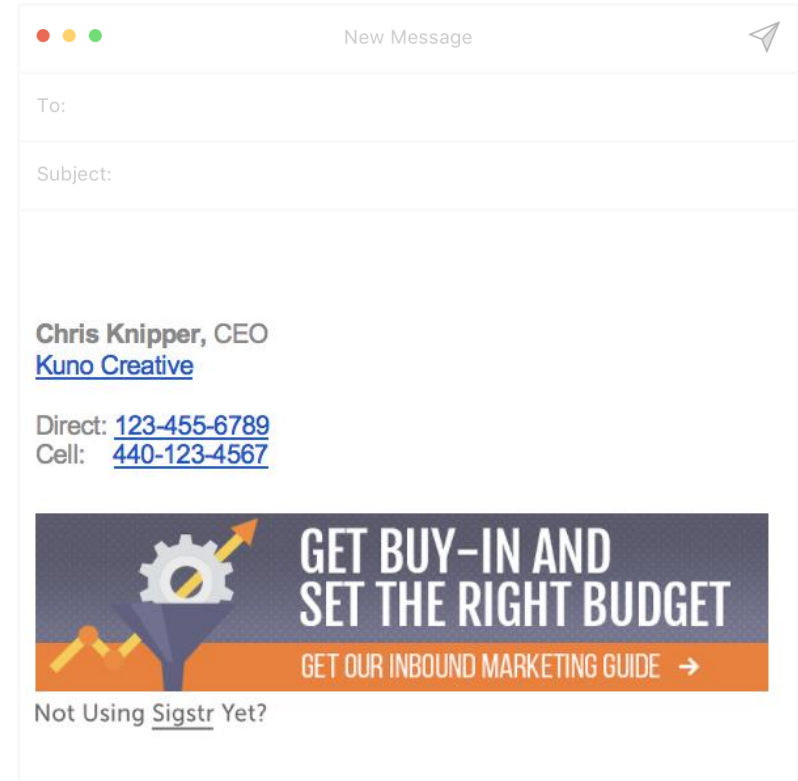 New Message
To:
Subject:
Chris Knipper, CEO
Kuno Creative
Direct: 123-455-6789
Cell: 440-123-4567
GET BUY-IN AND
SET THE RIGHT BUDGET
GET OUR INBOUND MARKETING GUIDE →
Not Using Sigstr Yet?